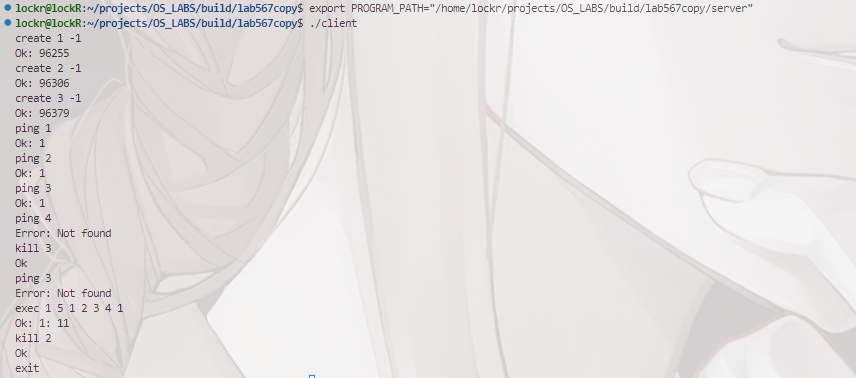 lockr@lockR:~/projects/OS_LABS/build/lab567copy$ export PROGRAM_PATH="/home/lockr/projects/OS_LABS/build/lab567copy/server"
lockr@lockR:~/projects/OS_LABS/build/lab567copy$ ./client
create 1 -1
Ok: 96255
create 2 -1
Ok: 96306
create 3 -1
Ok: 96379
ping 1
Ok: 1
ping 2
Ok: 1
ping 3
Ok: 1
ping 4
Error: Not found
kill 3
Ok
ping 3
Error: Not found
exec 1 5 1 2 3 4 1
Ok: 1: 11
kill 2
Ok
exit